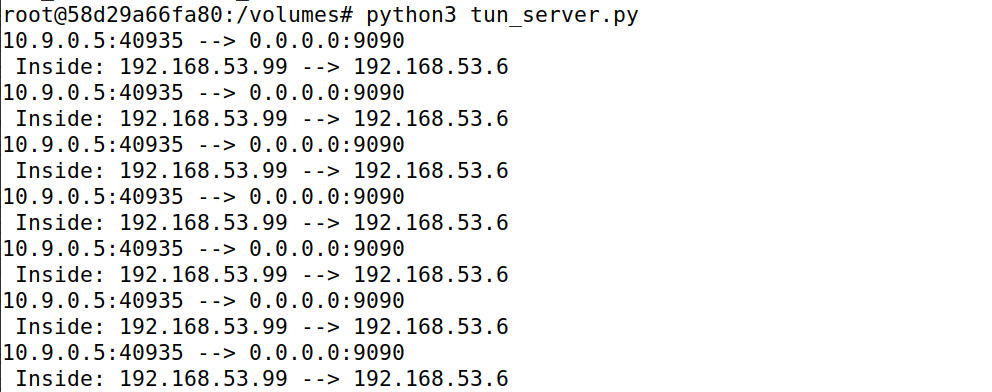 root@58d29a66fa80:/volumes# python3 tun_server.py
10.9.0.5:40935 --> 0.0.0.0:9090
 Inside: 192.168.53.99 --> 192.168.53.6
10.9.0.5:40935 --> 0.0.0.0:9090
 Inside: 192.168.53.99 --> 192.168.53.6
10.9.0.5:40935 --> 0.0.0.0:9090
 Inside: 192.168.53.99 --> 192.168.53.6
10.9.0.5:40935 --> 0.0.0.0:9090
 Inside: 192.168.53.99 --> 192.168.53.6
10.9.0.5:40935 --> 0.0.0.0:9090
 Inside: 192.168.53.99 --> 192.168.53.6
10.9.0.5:40935 --> 0.0.0.0:9090
 Inside: 192.168.53.99 --> 192.168.53.6
10.9.0.5:40935 --> 0.0.0.0:9090
 Inside: 192.168.53.99 --> 192.168.53.6